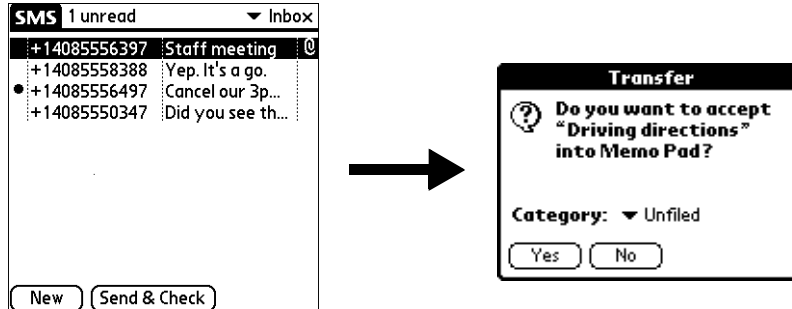 SMS 1 unread Inbox
+14085556397 Staff meeting
+14085558388 Yep. It's a go.
+14085556497 Cancel our 3p...
+14085550347 Did you see th...
New Send & Check
Transfer
Do you want to accept
“Driving directions”
into Memo Pad?
Category: Unfiled
Yes No